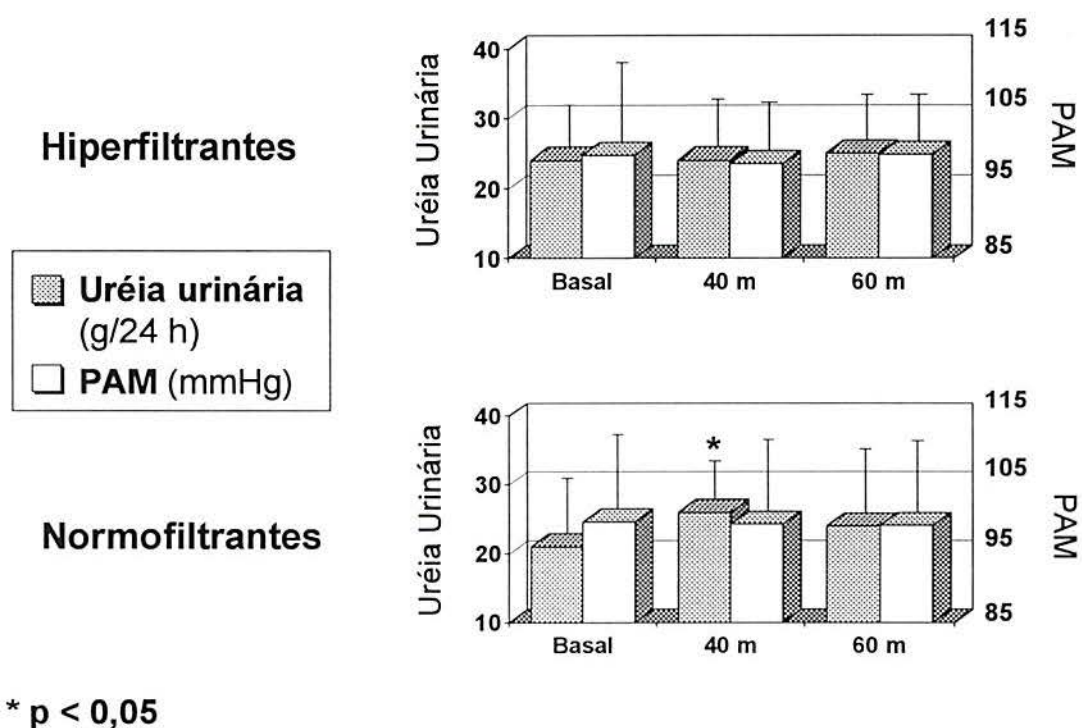 Hiperfiltrantes
Uréia Urinária
40
30
20
10
115
105
95
85
PAM
Basal
40 m
60 m
Uréia urinária
(g/24 h)
PAM (mmHg)
Normofiltrantes
Uréia Urinária
40
30
20
10
*
115
105
95
85
PAM
Basal
40 m
60 m
* p < 0,05